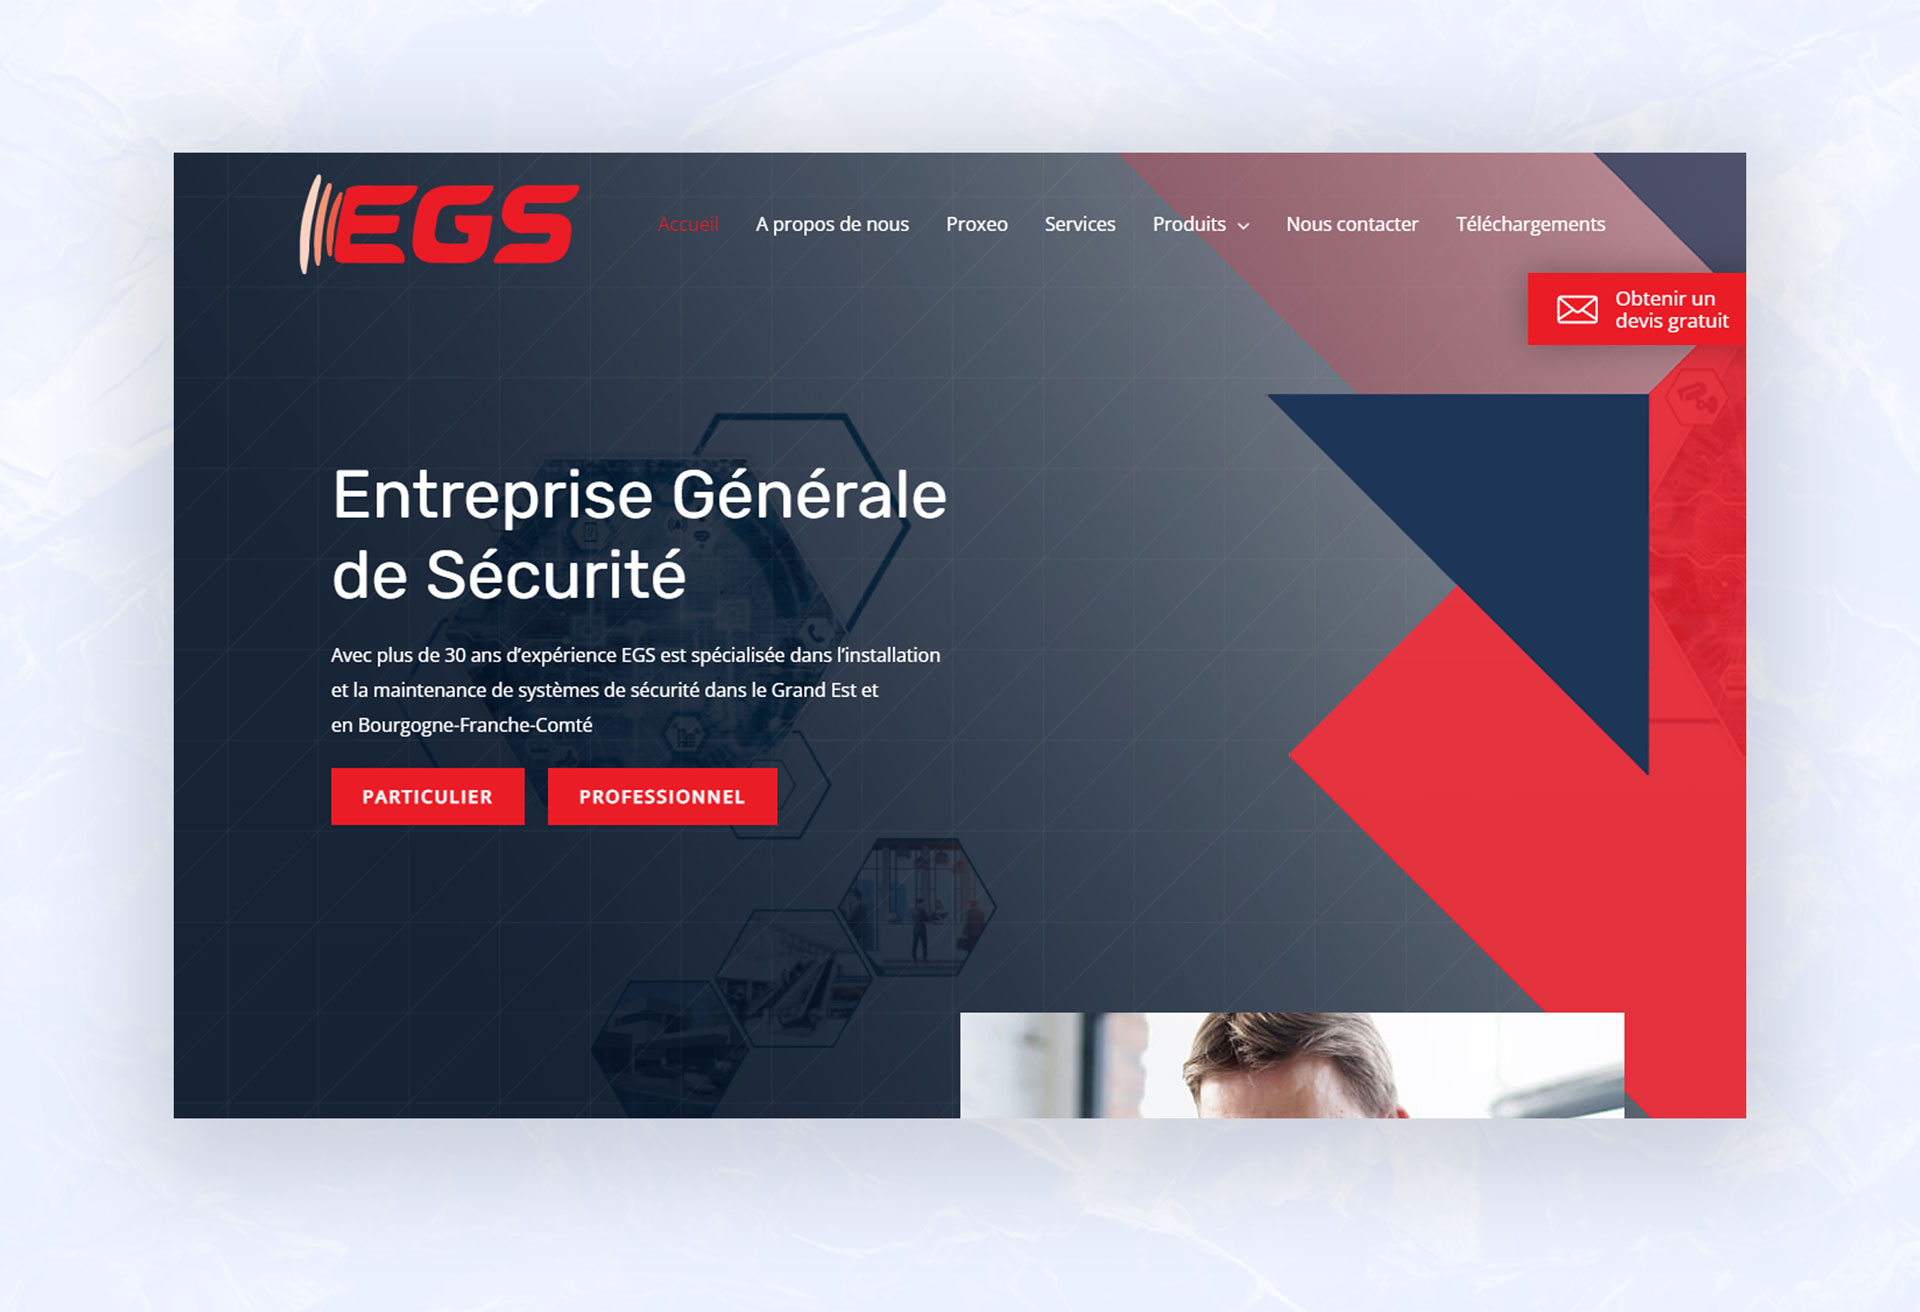 EGS
Accueil A propos de nous Proxeo Services Produits Nous contacter Téléchargements
Obtenir un
devis gratuit
Entreprise Générale
de Sécurité
Avec plus de 30 ans d’expérience EGS est spécialisée dans l’installation
et la maintenance de systèmes de sécurité dans le Grand Est et
en Bourgogne-Franche-Comté
PARTICULIER PROFESSIONNEL